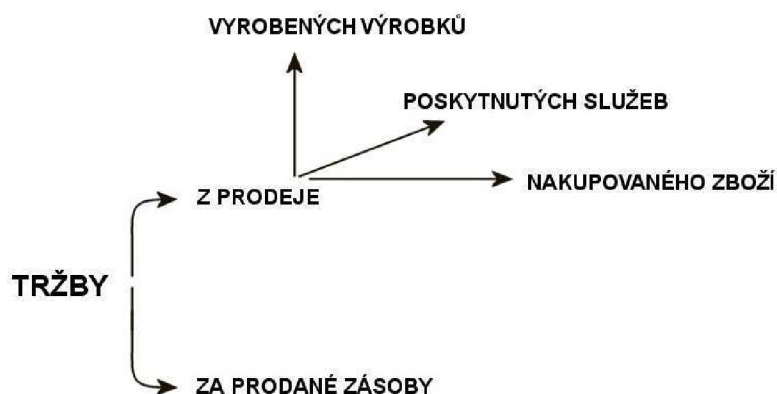 VYROBENÝCH VÝROBKŮ
POSKYTNUTÝCH SLUŽEB
NAKUPOVANÉHO ZBOŽÍ
Z PRODEJE
TRŽBY
ZA PRODANÉ ZÁSOBY